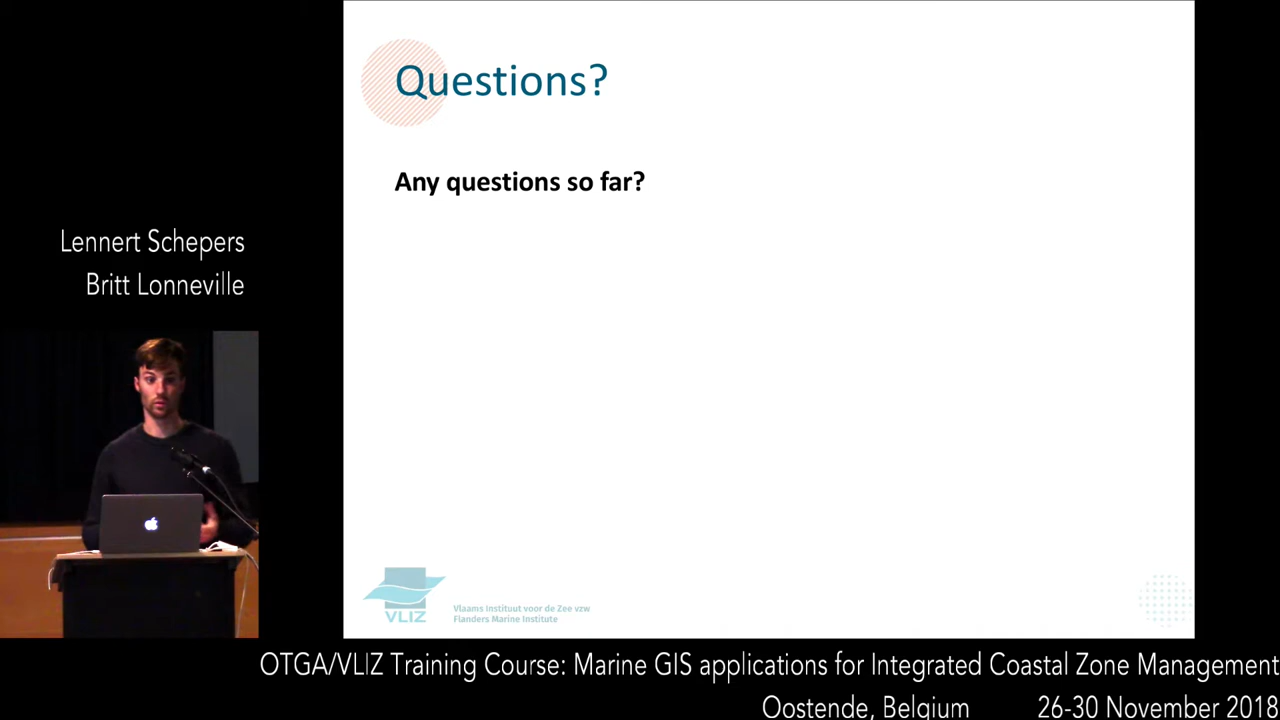 Questions?
Any questions so far?
Lennert Schepers
Britt Lonneville
VLIZ
Vlaams Instituut voor de Zee vzw
Flanders Marine Institute
OTGA/VLIZ Training Course: Marine GIS applications for Integrated Coastal Zone Management
Oostende, Belgium 26-30 November 2018